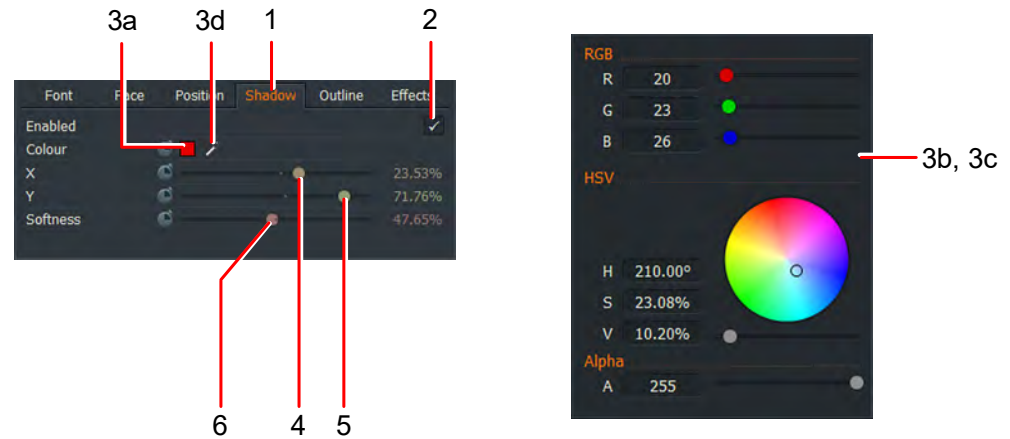 3a 3d 1 2
Font Face Position Shadow Outline Effects
Enabled
Colour
X 23.53%
Y 71.76%
Softness 47.65%
6 4 5
RGB
R 20
G 23
B 26
3b, 3c
HSV
H 210.00º
S 23.08%
V 10.20%
Alpha
A 255